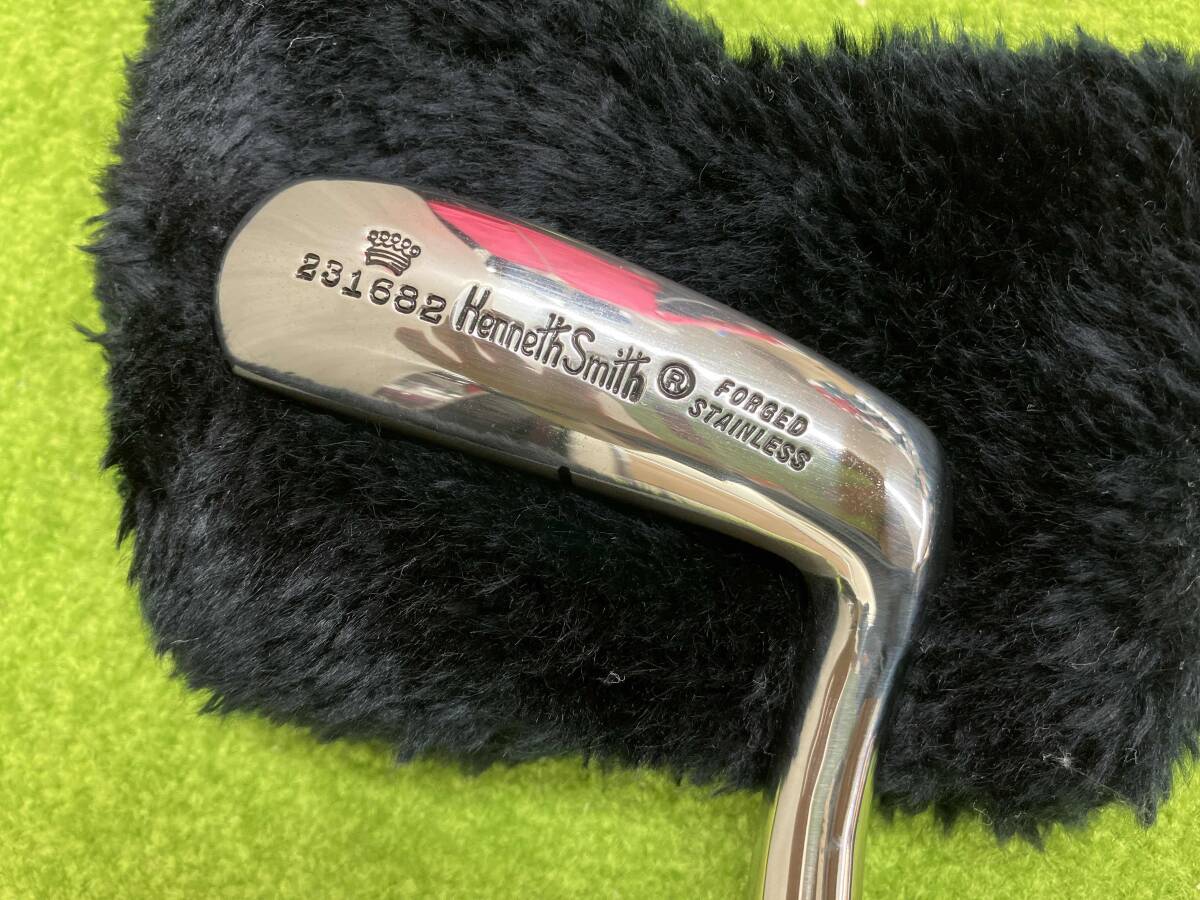 231682
Kenneth Smith ®
FORGED
STAINLESS